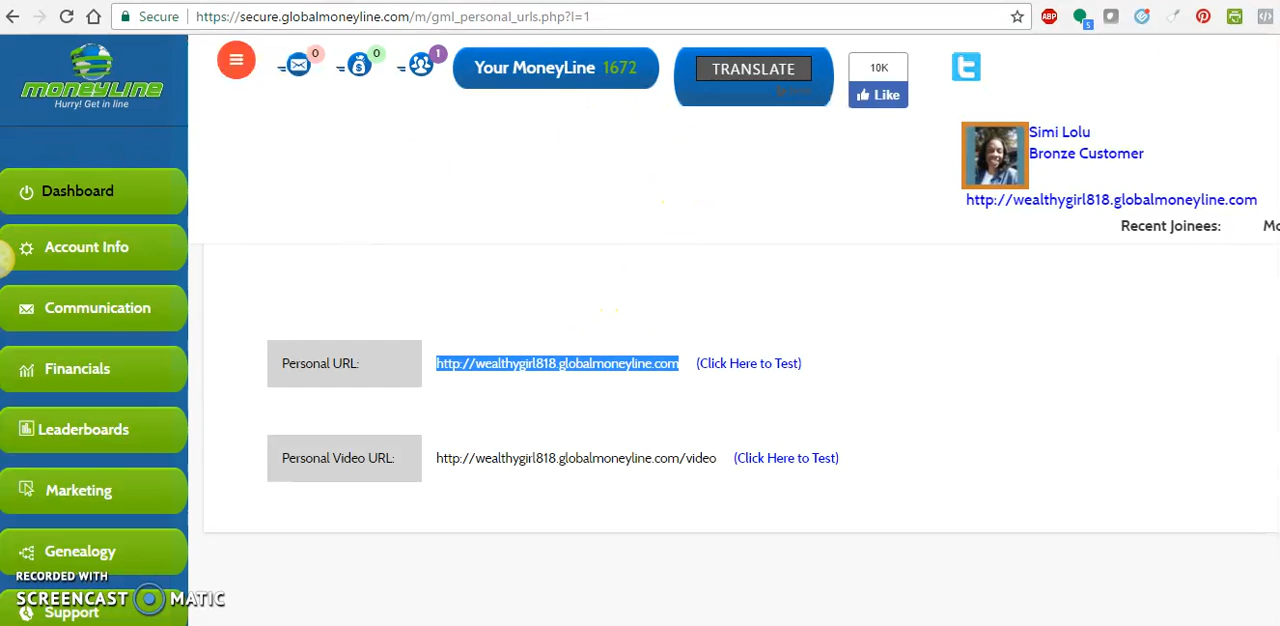 Secure https://secure.globalmoneyline.com/m/gml_personal_urls.php?l=1
ABP
5
MONEYLINE
Hurry! Get in line
0
0
1
Your MoneyLine 1672
TRANSLATE
10K
Like
Simi Lolu
Bronze Customer
http://wealthygirl818.globalmoneyline.com
Recent Joinees: Mo
Dashboard
Account Info
Communication
Financials
Leaderboards
Marketing
Genealogy
Support
Personal URL: http://wealthygirl818.globalmoneyline.com (Click Here to Test)
Personal Video URL: http://wealthygirl818.globalmoneyline.com/video (Click Here to Test)
RECORDED WITH
SCREENCAST MATIC